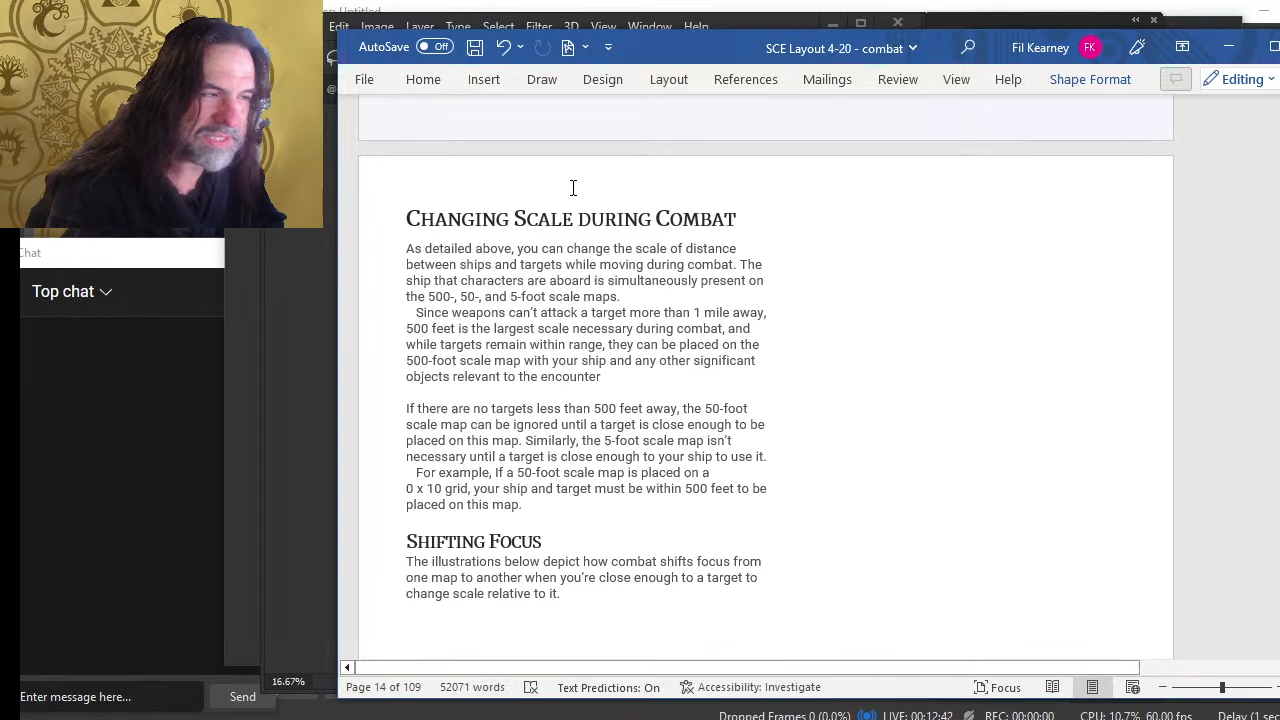 es: Untitled
Edit Image Layer Type Select Filter 3D View Window Help
AutoSave Off
SCE Layout 4-20 - combat
Fil Kearney FK
File Home Insert Draw Design Layout References Mailings Review View Help Shape Format Editing
Chat
Top chat
CHANGING SCALE DURING COMBAT
As detailed above, you can change the scale of distance
between ships and targets while moving during combat. The
ship that characters are aboard is simultaneously present on
the 500-, 50-, and 5-foot scale maps.
Since weapons can't attack a target more than 1 mile away,
500 feet is the largest scale necessary during combat, and
while targets remain within range, they can be placed on the
500-foot scale map with your ship and any other significant
objects relevant to the encounter
If there are no targets less than 500 feet away, the 50-foot
scale map can be ignored until a target is close enough to be
placed on this map. Similarly, the 5-foot scale map isn't
necessary until a target is close enough to your ship to use it.
For example, If a 50-foot scale map is placed on a
0 x 10 grid, your ship and target must be within 500 feet to be
placed on this map.
SHIFTING FOCUS
The illustrations below depict how combat shifts focus from
one map to another when you're close enough to a target to
change scale relative to it.
16.67%
Enter message here... Send
Page 14 of 109 52071 words Text Predictions: On Accessibility: Investigate Focus
Dropped Frames 0 (0.0%) LIVE: 00:12:42 REC: 00:00:00 CPU: 10.7%, 60.00 fps Delay (1 sec